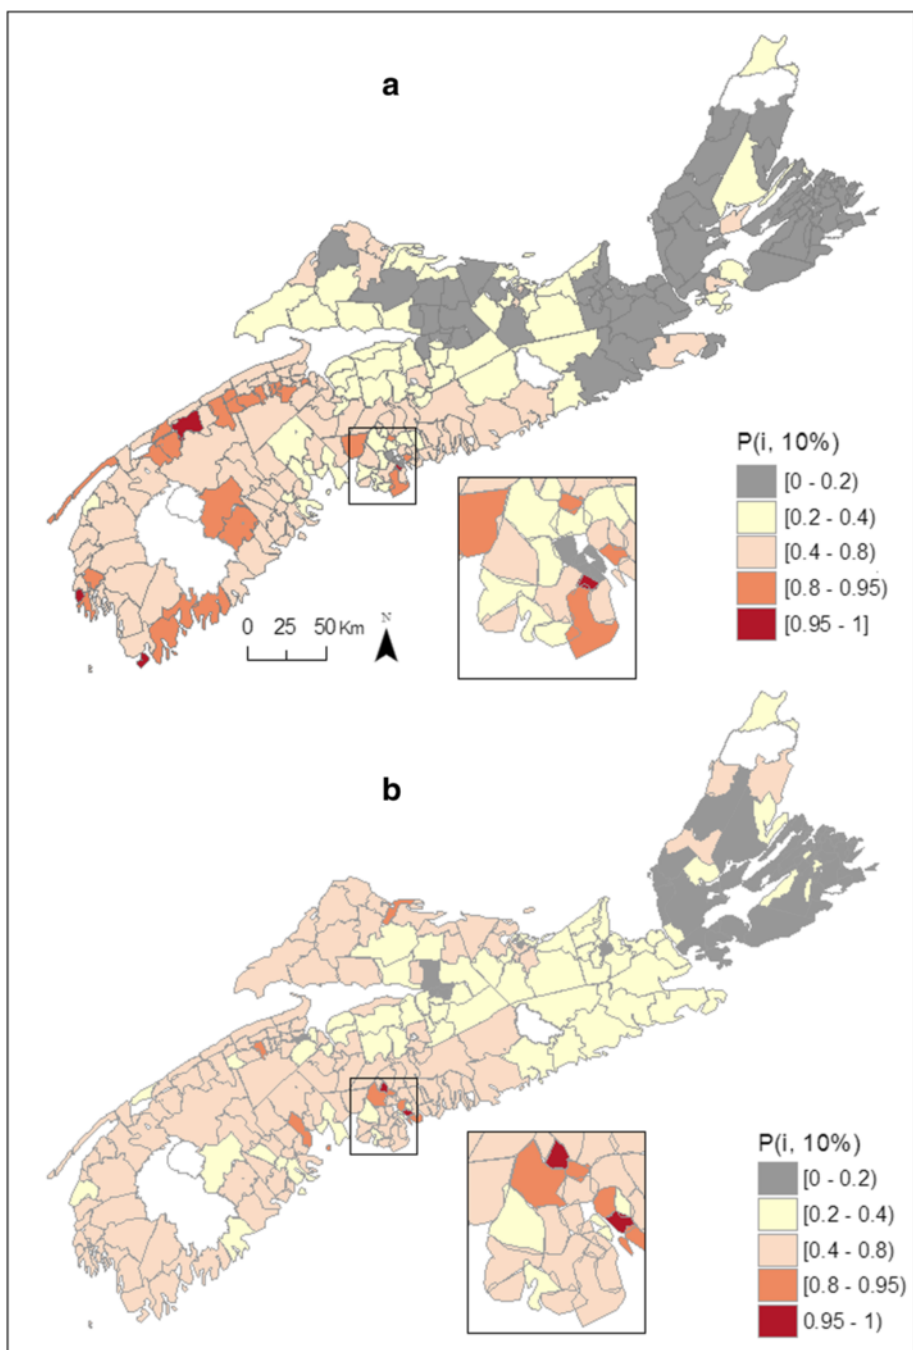 a
P(i, 10%)
[0 - 0.2)
[0.2 - 0.4)
[0.4 - 0.8)
[0.8 - 0.95)
[0.95 - 1]
0 25 50 Km
N
b
P(i, 10%)
[0 - 0.2)
[0.2 - 0.4)
[0.4 - 0.8)
[0.8 - 0.95)
0.95 - 1)